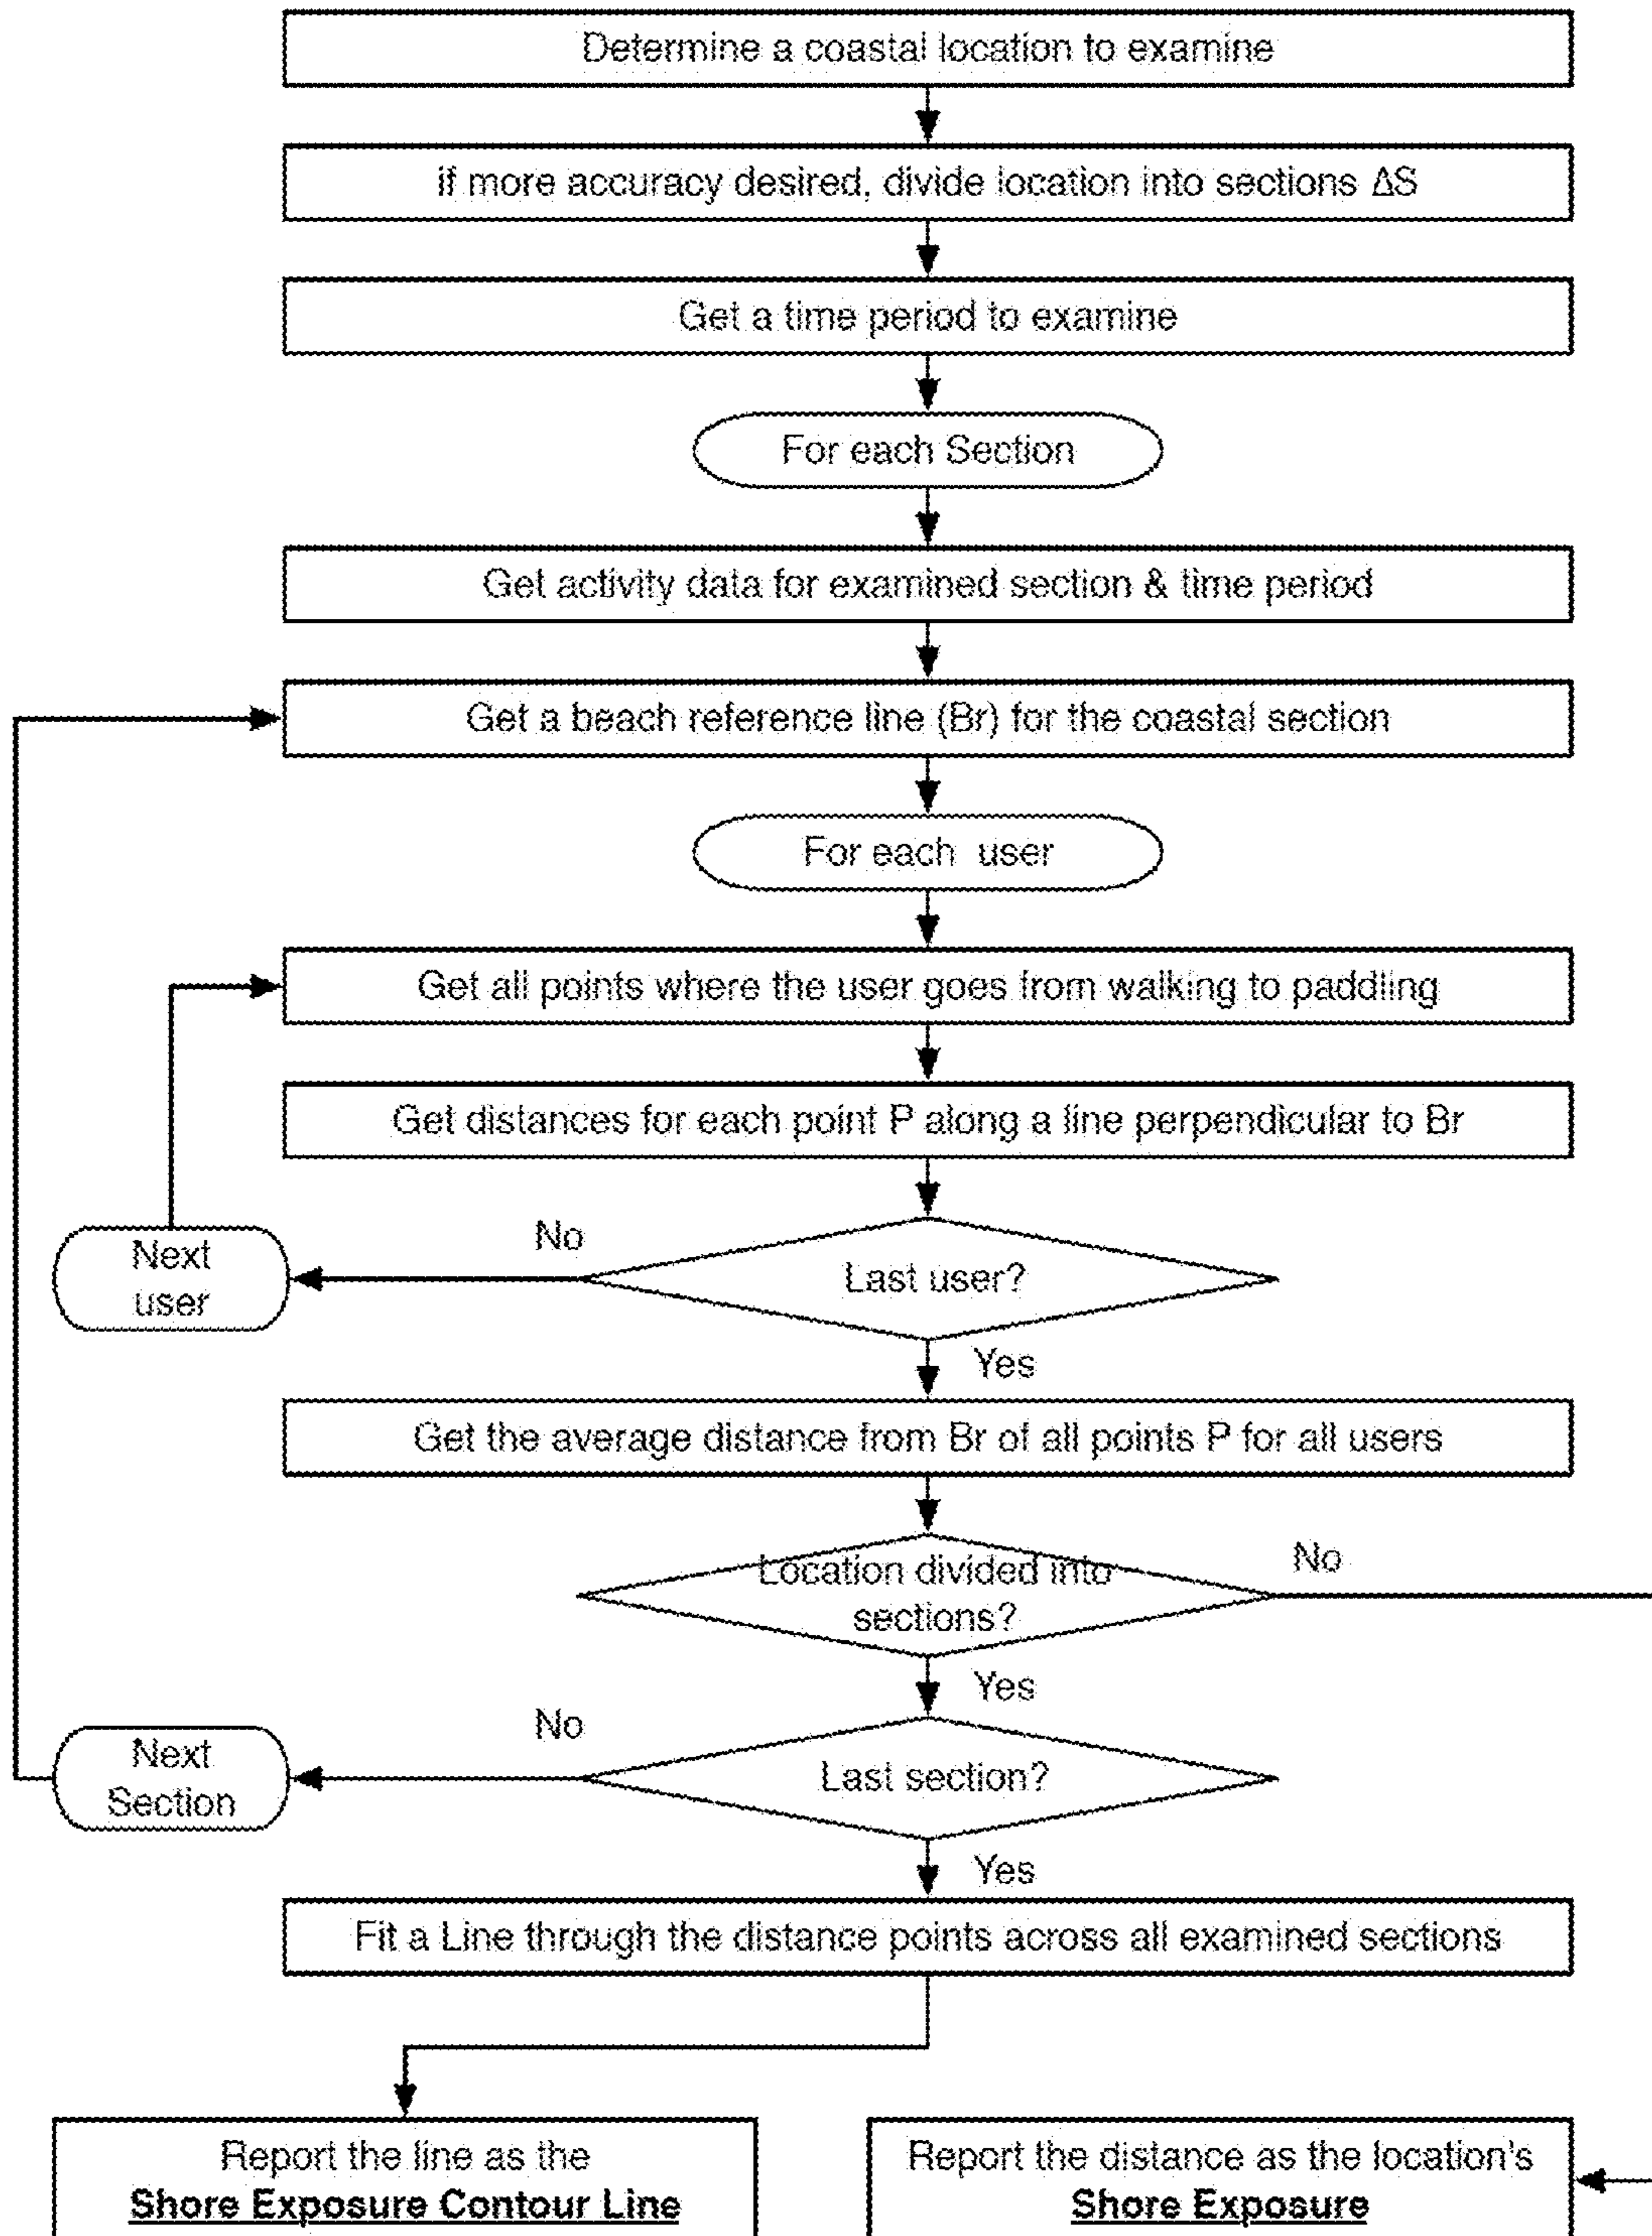 Determine a coastal location to examine
If more accuracy desired, divide location into sections ΔS
Get a time period to examine
For each Section
Get activity data for examined section & time period
Get a beach reference line (Br) for the coastal section
For each user
Get all points where the user goes from walking to paddling
Get distances for each point P along a line perpendicular to Br
No
Last user?
Next
user
Yes
Get the average distance from Br of all points P for all users
No
Location divided into
sections?
Yes
No
Last section?
Next
Section
Yes
Fit a Line through the distance points across all examined sections
Report the line as the
Shore Exposure Contour Line
Report the distance as the location's
Shore Exposure